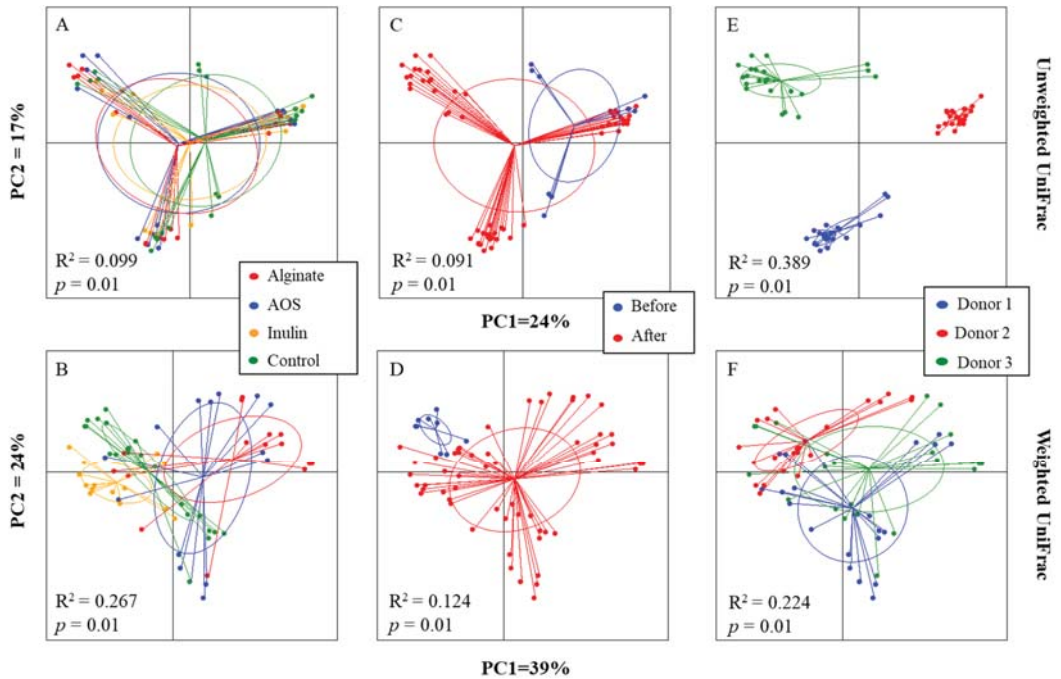 A
R² = 0.099
p = 0.01
C
R² = 0.091
p = 0.01
E
R² = 0.389
p = 0.01
PC2 = 17%
Unweighted UniFrac
Alginate
AOS
Inulin
Control
PC1=24%
Before
After
Donor 1
Donor 2
Donor 3
B
R² = 0.267
p = 0.01
D
R² = 0.124
p = 0.01
F
R² = 0.224
p = 0.01
PC2 = 24%
Weighted UniFrac
PC1=39%